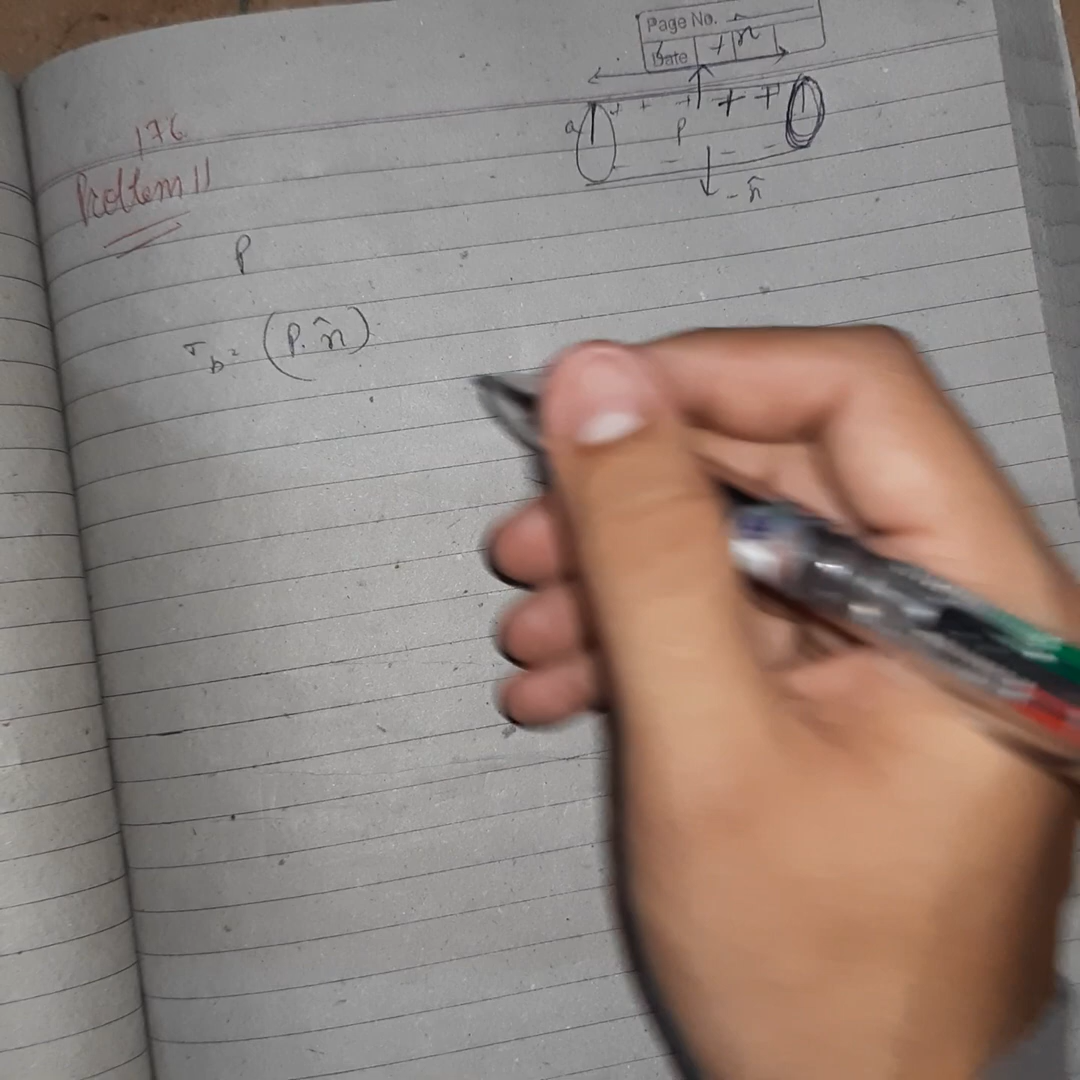 Page No.
Date + n
a + + + + +
P
- - - -
- n̂
176
Problem 11
P
σb = (P. n̂)